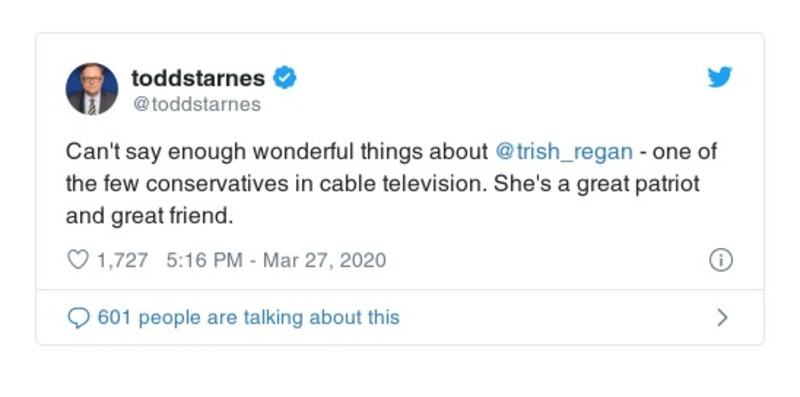 toddstarnes
@toddstarnes
Can't say enough wonderful things about @trish_regan - one of
the few conservatives in cable television. She's a great patriot
and great friend.
1,727 5:16 PM - Mar 27, 2020
601 people are talking about this